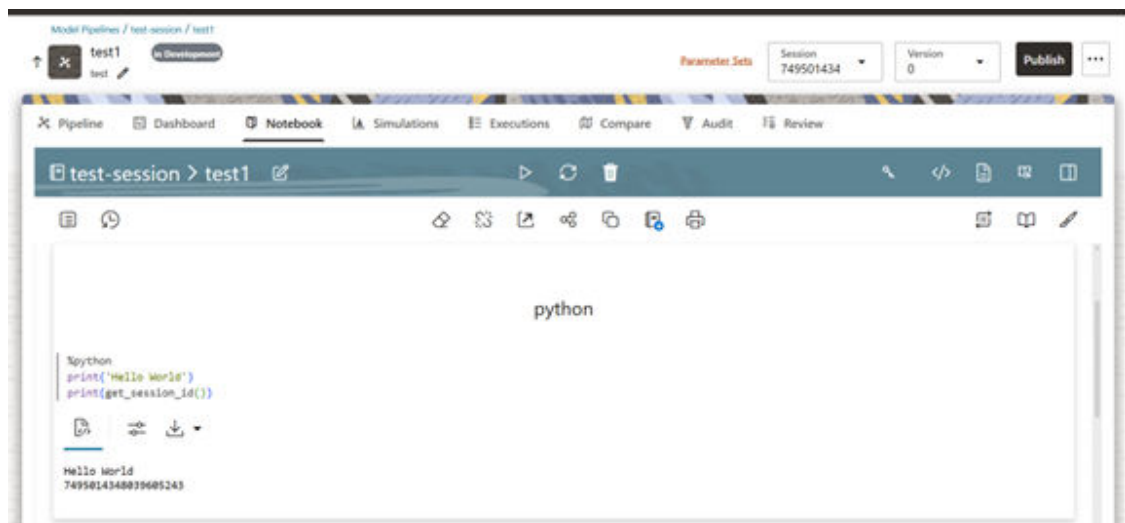 Model Pipelines / test-session / test1
test1
In Development
test
Parameter Sets
Session
749501434
Version
0
Publish
Pipeline
Dashboard
Notebook
Simulations
Executions
Compare
Audit
Review
test-session > test1
python
%python
print('Hello World')
print(get_session_id())
Hello World
7495014348039605243